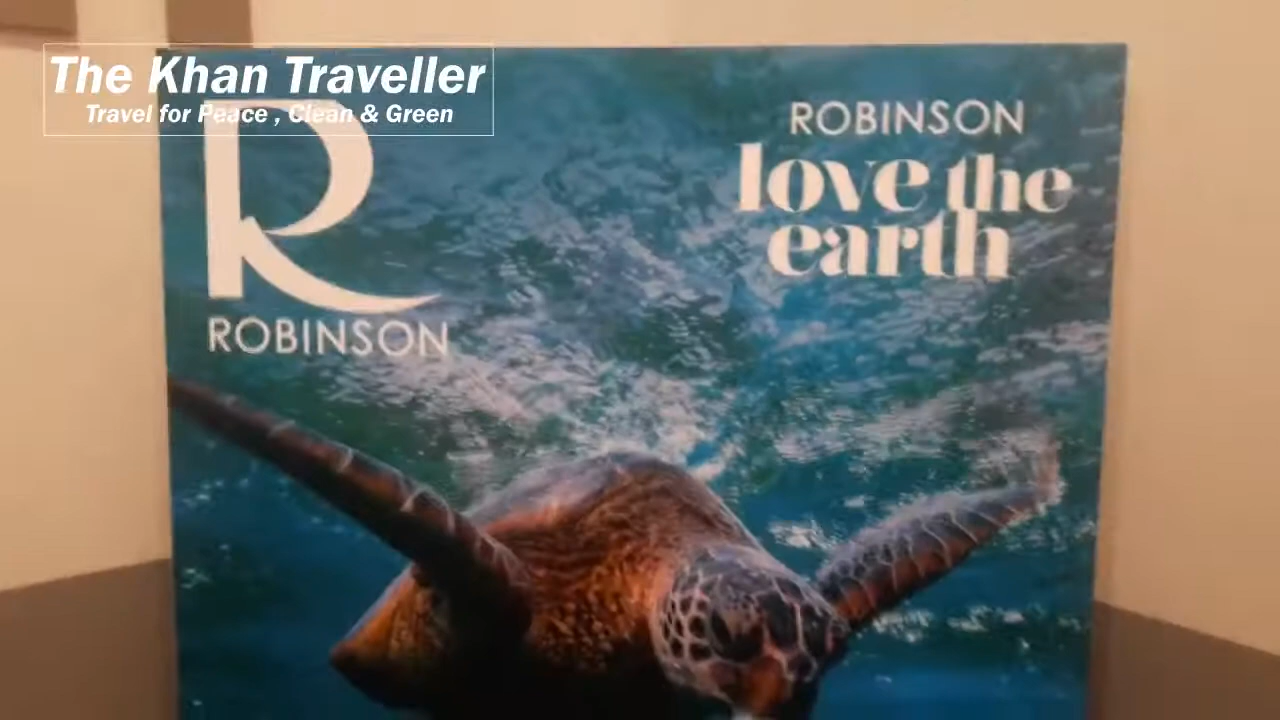 The Khan Traveller
Travel for Peace , Clean & Green
R
ROBINSON
ROBINSON
love the
earth